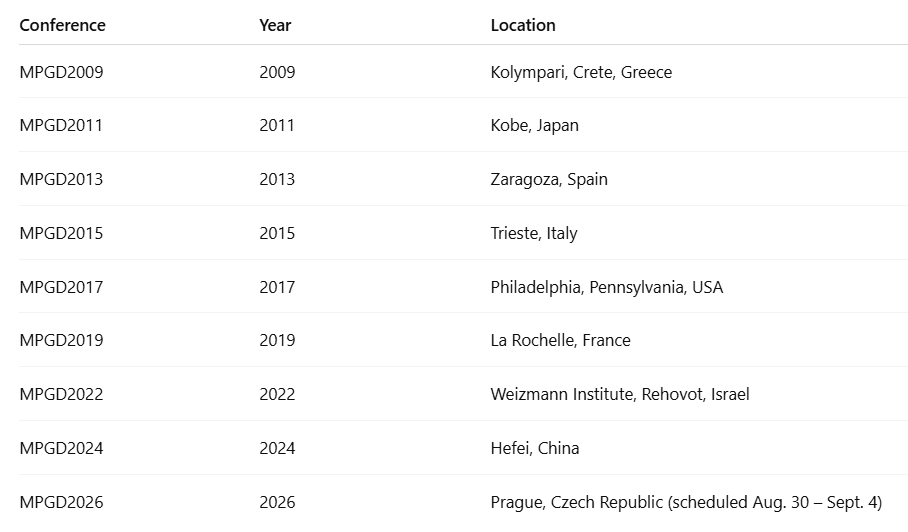 Conference Year Location
MPGD2009 2009 Kolympari, Crete, Greece
MPGD2011 2011 Kobe, Japan
MPGD2013 2013 Zaragoza, Spain
MPGD2015 2015 Trieste, Italy
MPGD2017 2017 Philadelphia, Pennsylvania, USA
MPGD2019 2019 La Rochelle, France
MPGD2022 2022 Weizmann Institute, Rehovot, Israel
MPGD2024 2024 Hefei, China
MPGD2026 2026 Prague, Czech Republic (scheduled Aug. 30 – Sept. 4)